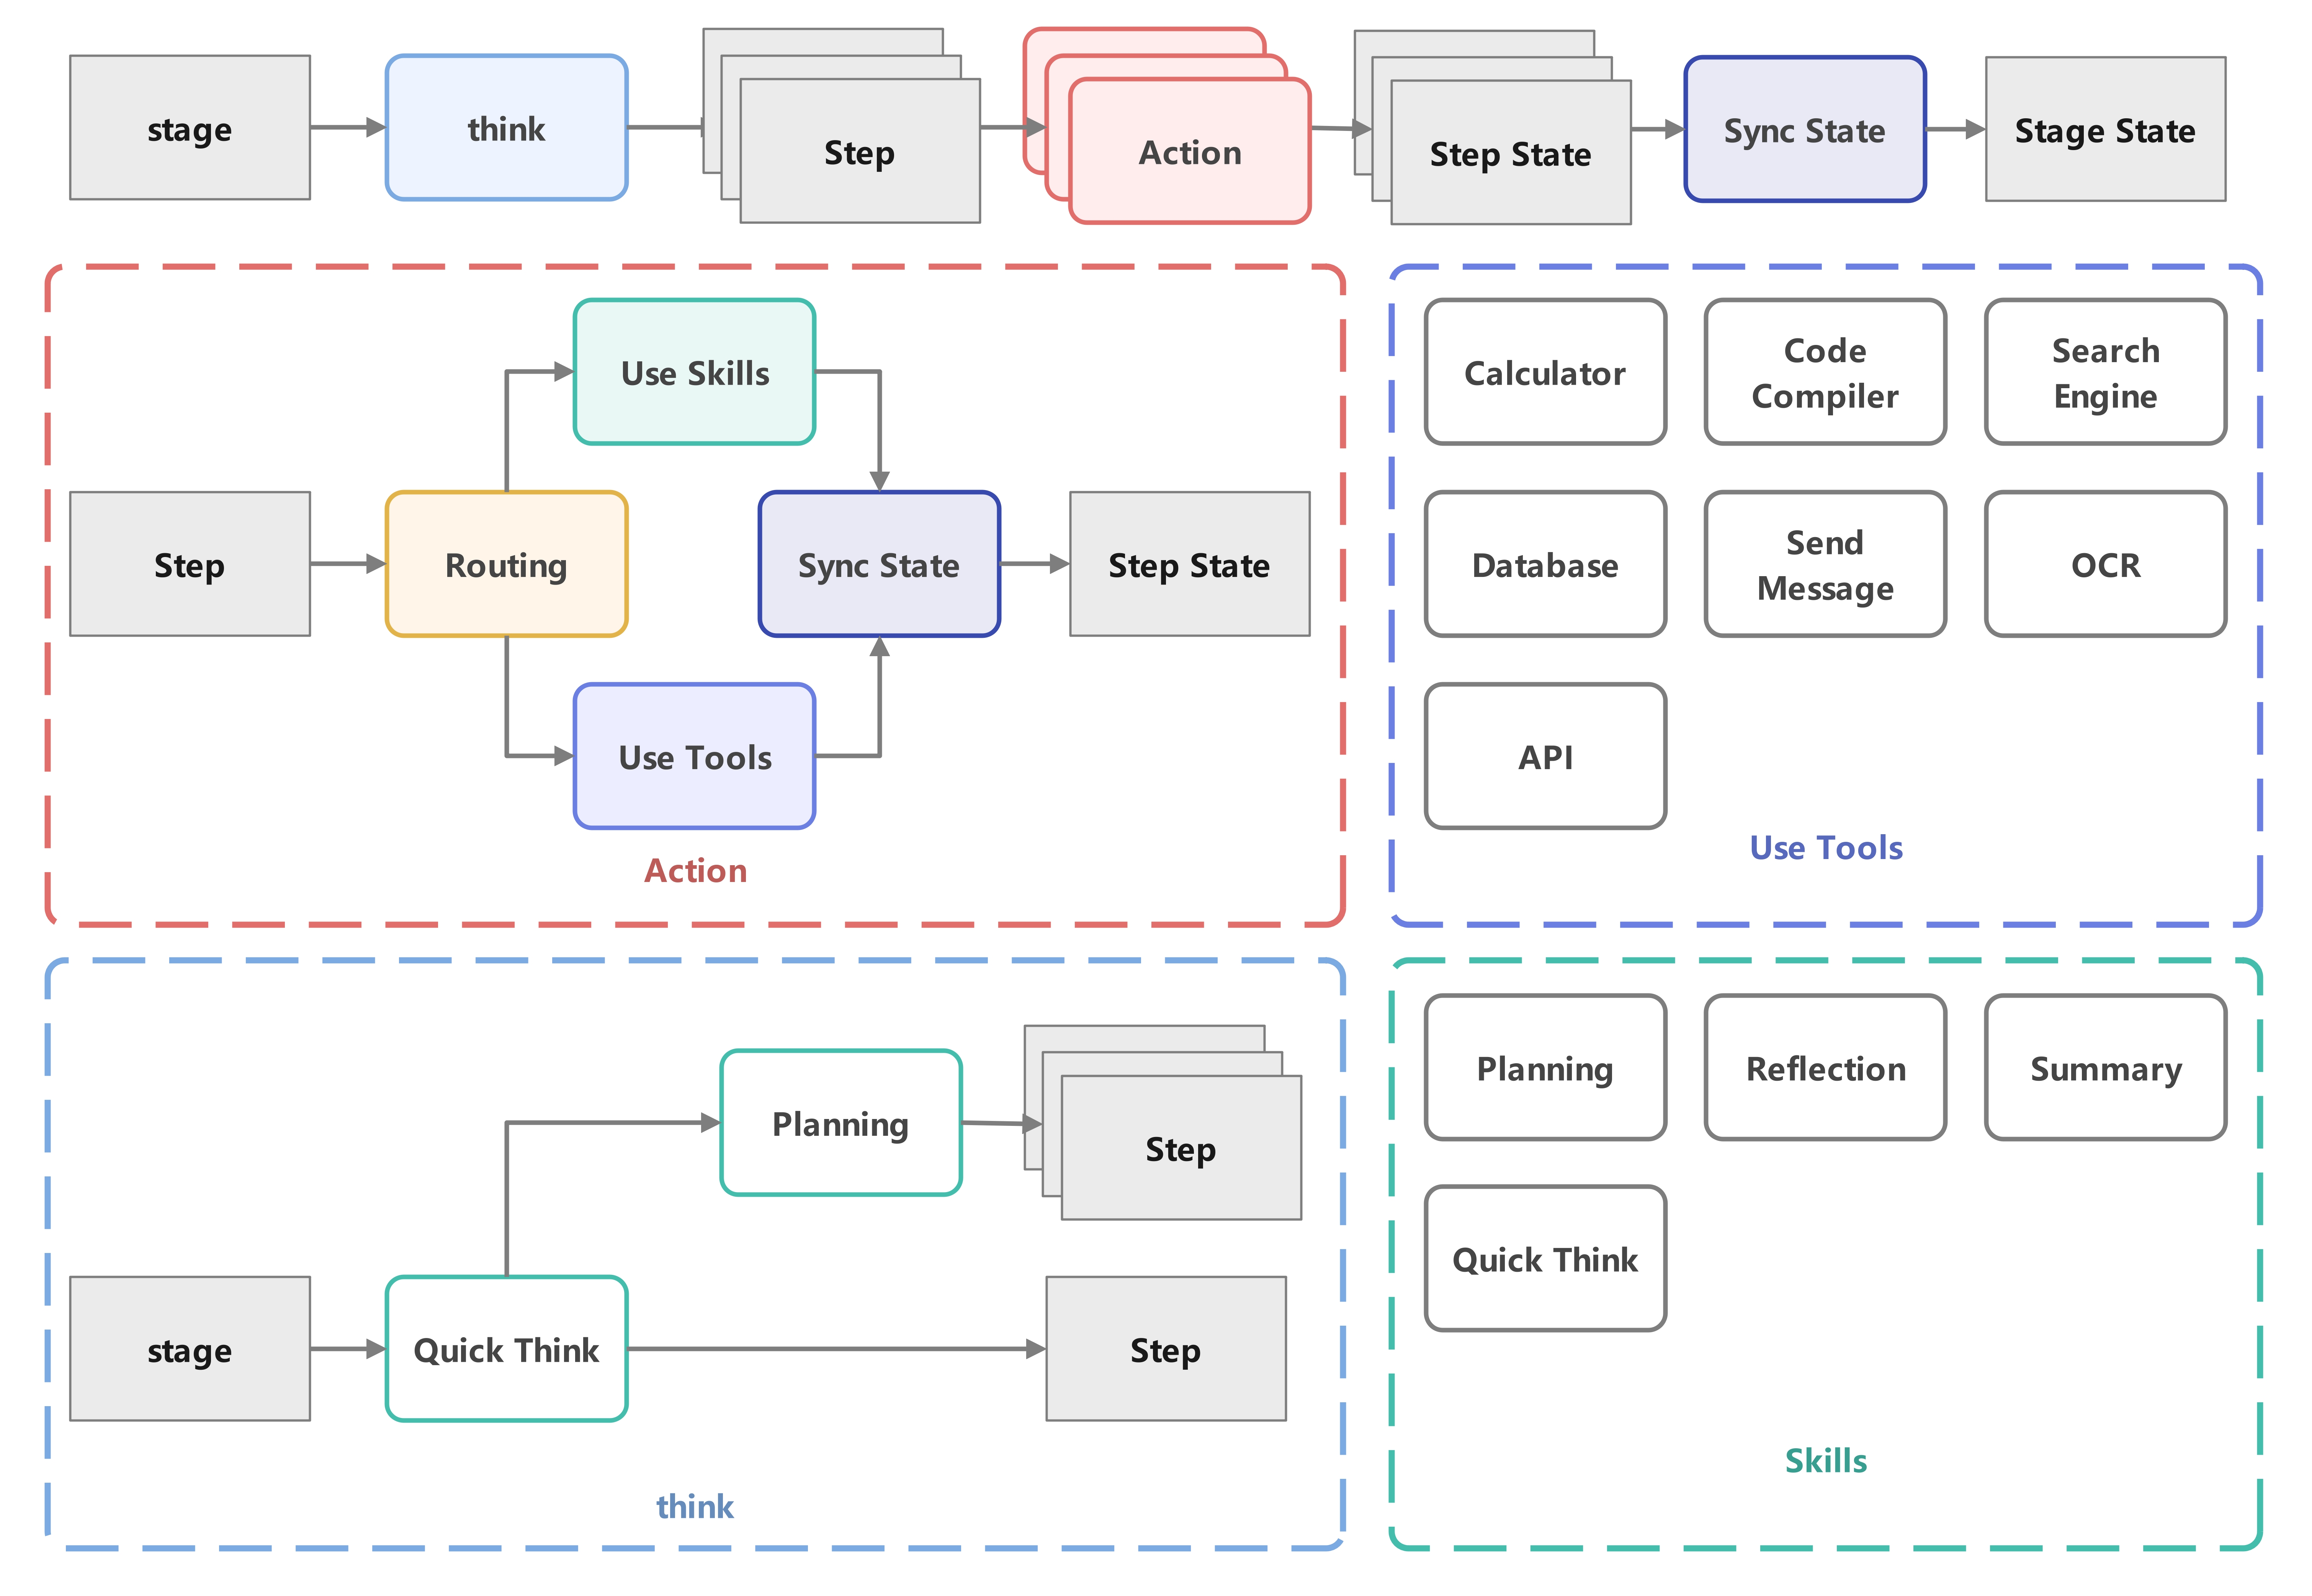 stage
think
Step
Action
Step State
Sync State
Stage State
Use Skills
Step
Routing
Sync State
Step State
Use Tools
Action
Calculator
Code
Compiler
Search
Engine
Database
Send
Message
OCR
API
Use Tools
Planning
Step
stage
Quick Think
Step
think
Planning
Reflection
Summary
Quick Think
Skills